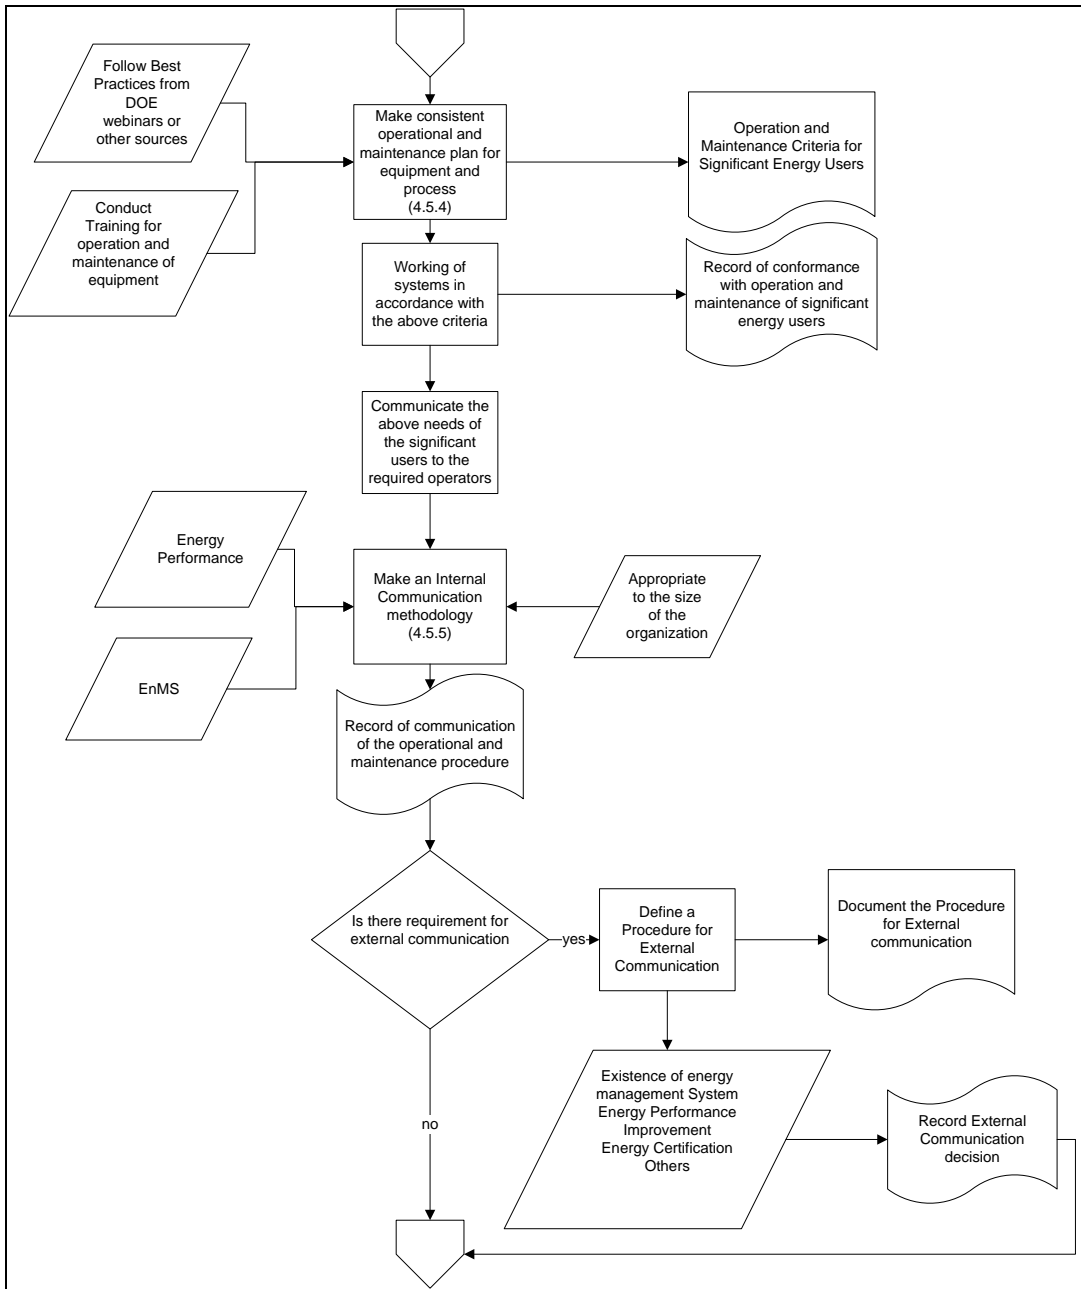 Follow Best
Practices from
DOE
webinars or
other sources
Make consistent
operational and
maintenance plan for
equipment and
process
(4.5.4)
Operation and
Maintenance Criteria for
Significant Energy Users
Conduct
Training for
operation and
maintenance of
equipment
Working of
systems in
accordance with
the above criteria
Record of conformance
with operation and
maintenance of significant
energy users
Communicate the
above needs of
the significant
users to the
required operators
Energy
Performance
Make an Internal
Communication
methodology
(4.5.5)
Appropriate
to the size
of the
organization
EnMS
Record of communication
of the operational and
maintenance procedure
Is there requirement for
external communication
yes
Define a
Procedure for
External
Communication
Document the Procedure
for External
communication
no
Existence of energy
management System
Energy Performance
Improvement
Energy Certification
Others
Record External
Communication
decision